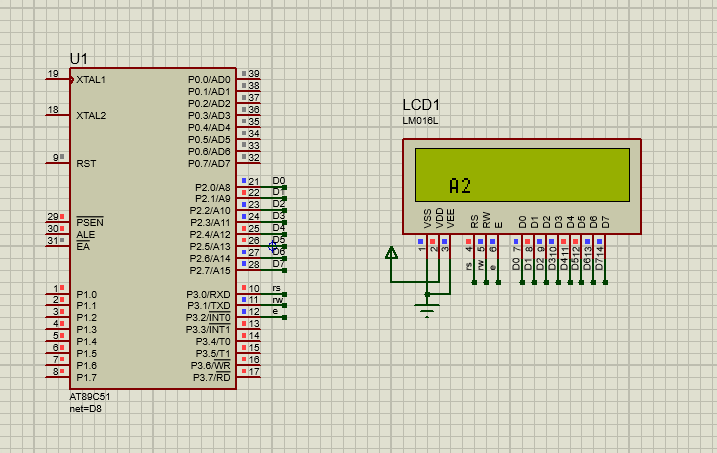 U1
19 XTAL1
18 XTAL2
9 RST
29 PSEN
30 ALE
31 EA
1 P1.0
2 P1.1
3 P1.2
4 P1.3
5 P1.4
6 P1.5
7 P1.6
8 P1.7
P0.0/AD0 39
P0.1/AD1 38
P0.2/AD2 37
P0.3/AD3 36
P0.4/AD4 35
P0.5/AD5 34
P0.6/AD6 33
P0.7/AD7 32
P2.0/A8 21 D0
P2.1/A9 22 D1
P2.2/A10 23 D2
P2.3/A11 24 D3
P2.4/A12 25 D4
P2.5/A13 26 D5
P2.6/A14 27 D6
P2.7/A15 28 D7
P3.0/RXD 10 rs
P3.1/TXD 11 rw
P3.2/INT0 12 e
P3.3/INT1 13
P3.4/T0 14
P3.5/T1 15
P3.6/WR 16
P3.7/RD 17
AT89C51
net=D8
LCD1
LM016L
A2
VSS VDD VEE RS RW E D0 D1 D2 D3 D4 D5 D6 D7
1 2 3 4 5 6 7 8 9 10 11 12 13 14
rs rw e D0 D1 D2 D3 D4 D5 D6 D7